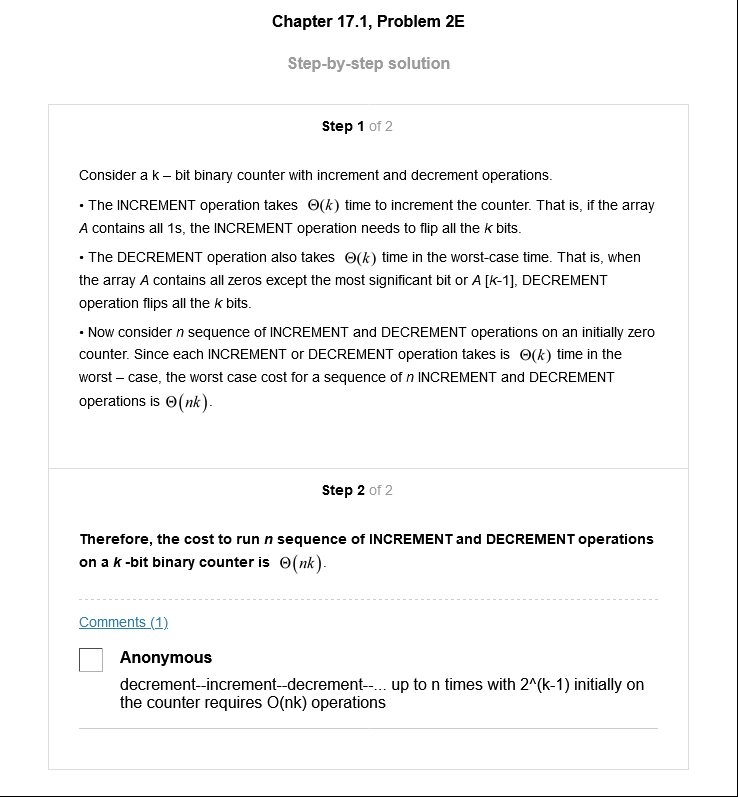 Chapter 17.1, Problem 2E
Step-by-step solution
Step 1 of 2
Consider a k – bit binary counter with increment and decrement operations.
• The INCREMENT operation takes Θ(k) time to increment the counter. That is, if the array
A contains all 1s, the INCREMENT operation needs to flip all the k bits.
• The DECREMENT operation also takes Θ(k) time in the worst-case time. That is, when
the array A contains all zeros except the most significant bit or A [k-1], DECREMENT
operation flips all the k bits.
• Now consider n sequence of INCREMENT and DECREMENT operations on an initially zero
counter. Since each INCREMENT or DECREMENT operation takes is Θ(k) time in the
worst – case, the worst case cost for a sequence of n INCREMENT and DECREMENT
operations is Θ(nk).
Step 2 of 2
Therefore, the cost to run n sequence of INCREMENT and DECREMENT operations
on a k -bit binary counter is Θ(nk).
Comments (1)
Anonymous
decrement--increment--decrement--... up to n times with 2^(k-1) initially on
the counter requires O(nk) operations